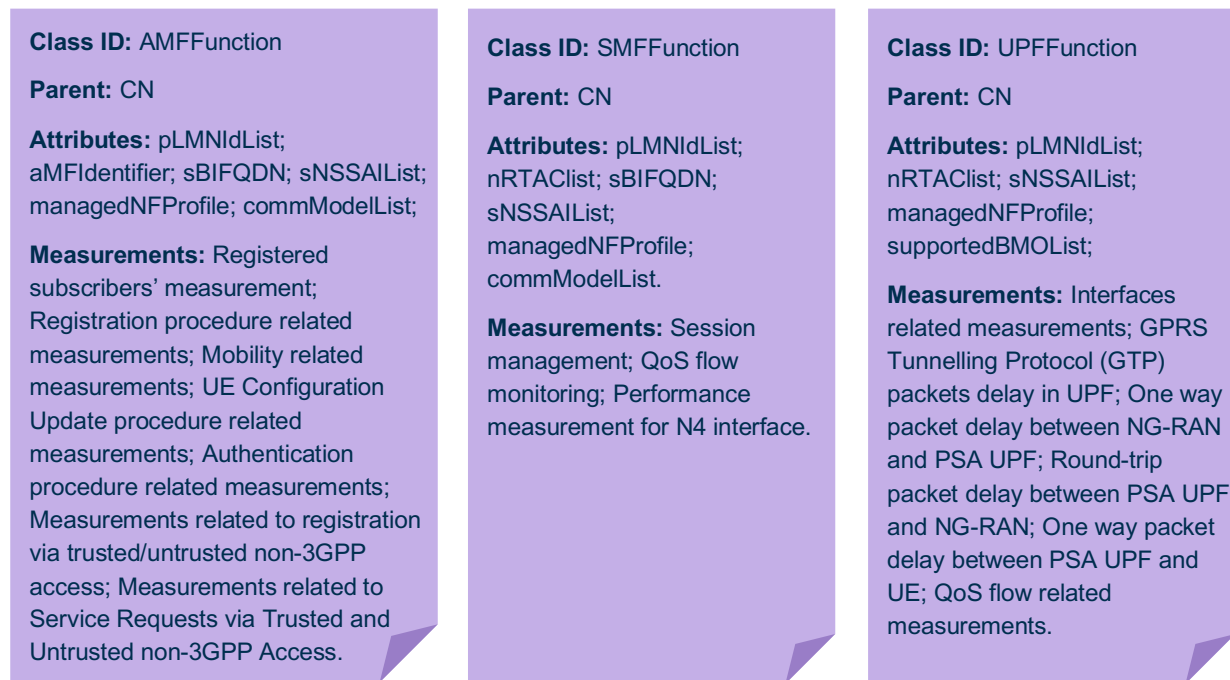 Class ID: AMFFunction
Parent: CN
Attributes: pLMNIdList;
aMFIdentifier; sBIFQDN; sNSSAIList;
managedNFProfile; commModelList;
Measurements: Registered
subscribers’ measurement;
Registration procedure related
measurements; Mobility related
measurements; UE Configuration
Update procedure related
measurements; Authentication
procedure related measurements;
Measurements related to registration
via trusted/untrusted non-3GPP
access; Measurements related to
Service Requests via Trusted and
Untrusted non-3GPP Access.
Class ID: SMFFunction
Parent: CN
Attributes: pLMNIdList;
nRTAClist; sBIFQDN;
sNSSAIList;
managedNFProfile;
commModelList.
Measurements: Session
management; QoS flow
monitoring; Performance
measurement for N4 interface.
Class ID: UPFFunction
Parent: CN
Attributes: pLMNIdList;
nRTAClist; sNSSAIList;
managedNFProfile;
supportedBMOList;
Measurements: Interfaces
related measurements; GPRS
Tunnelling Protocol (GTP)
packets delay in UPF; One way
packet delay between NG-RAN
and PSA UPF; Round-trip
packet delay between PSA UPF
and NG-RAN; One way packet
delay between PSA UPF and
UE; QoS flow related
measurements.